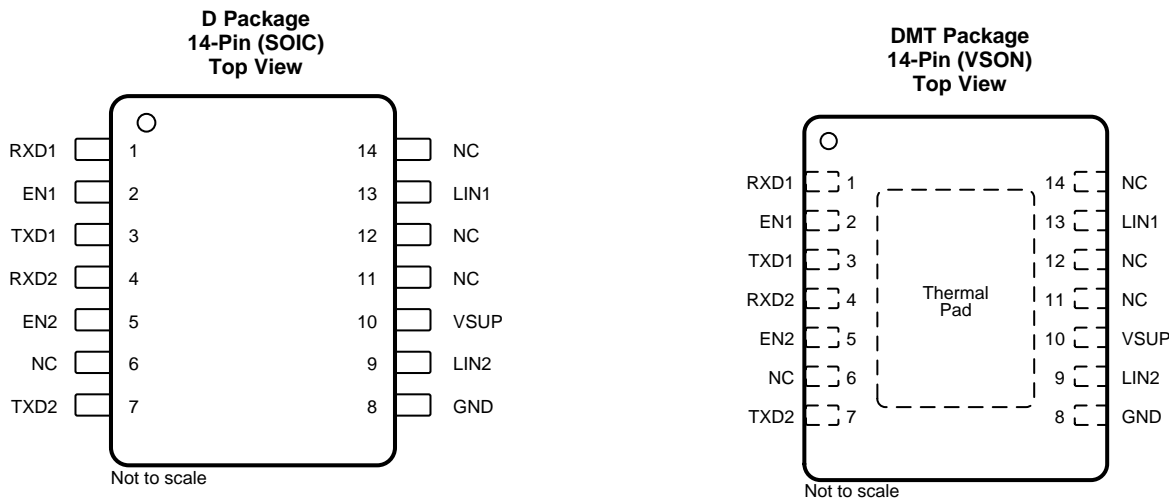 D Package
14-Pin (SOIC)
Top View
RXD1 1 14 NC
EN1 2 13 LIN1
TXD1 3 12 NC
RXD2 4 11 NC
EN2 5 10 VSUP
NC 6 9 LIN2
TXD2 7 8 GND
Not to scale
DMT Package
14-Pin (VSON)
Top View
RXD1 1 14 NC
EN1 2 13 LIN1
TXD1 3 12 NC
RXD2 4 11 NC
EN2 5 10 VSUP
NC 6 9 LIN2
TXD2 7 8 GND
Thermal
Pad
Not to scale